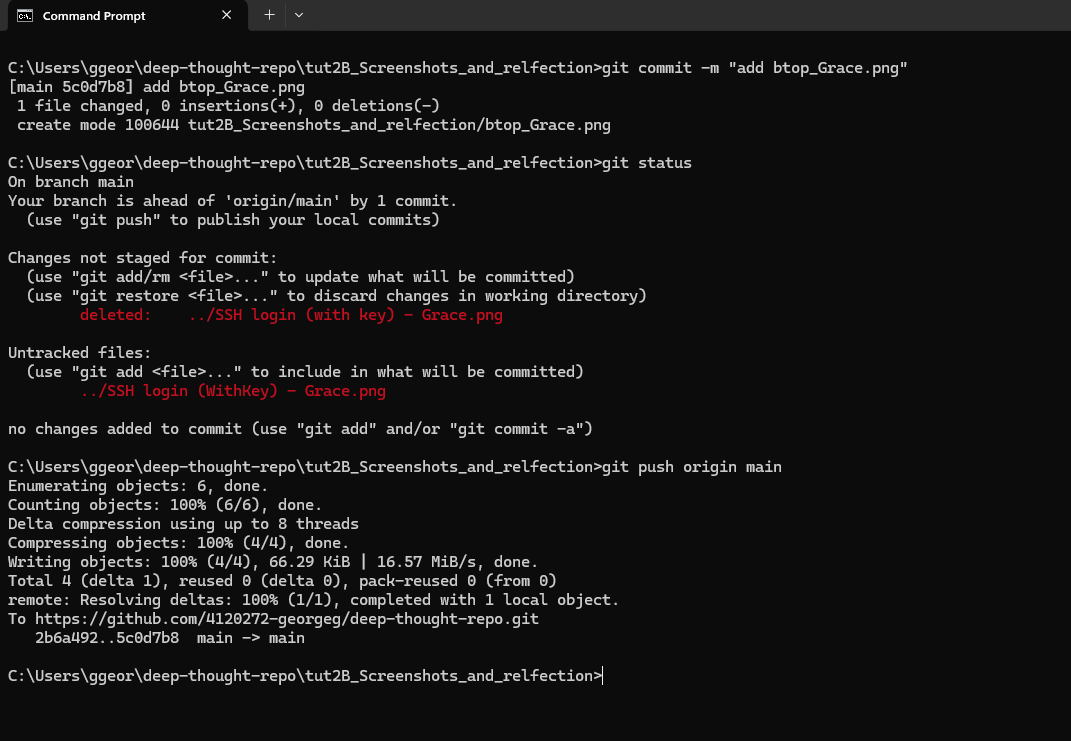 Command Prompt
C:\Users\ggeor\deep-thought-repo\tut2B_Screenshots_and_relfection>git commit -m "add btop_Grace.png"
[main 5c0d7b8] add btop_Grace.png
 1 file changed, 0 insertions(+), 0 deletions(-)
 create mode 100644 tut2B_Screenshots_and_relfection/btop_Grace.png
C:\Users\ggeor\deep-thought-repo\tut2B_Screenshots_and_relfection>git status
On branch main
Your branch is ahead of 'origin/main' by 1 commit.
  (use "git push" to publish your local commits)
Changes not staged for commit:
  (use "git add/rm <file>..." to update what will be committed)
  (use "git restore <file>..." to discard changes in working directory)
        deleted:    ../SSH login (with key) - Grace.png
Untracked files:
  (use "git add <file>..." to include in what will be committed)
        ../SSH login (WithKey) - Grace.png
no changes added to commit (use "git add" and/or "git commit -a")
C:\Users\ggeor\deep-thought-repo\tut2B_Screenshots_and_relfection>git push origin main
Enumerating objects: 6, done.
Counting objects: 100% (6/6), done.
Delta compression using up to 8 threads
Compressing objects: 100% (4/4), done.
Writing objects: 100% (4/4), 66.29 KiB | 16.57 MiB/s, done.
Total 4 (delta 1), reused 0 (delta 0), pack-reused 0 (from 0)
remote: Resolving deltas: 100% (1/1), completed with 1 local object.
To https://github.com/4120272-georgeg/deep-thought-repo.git
   2b6a492..5c0d7b8  main -> main
C:\Users\ggeor\deep-thought-repo\tut2B_Screenshots_and_relfection>